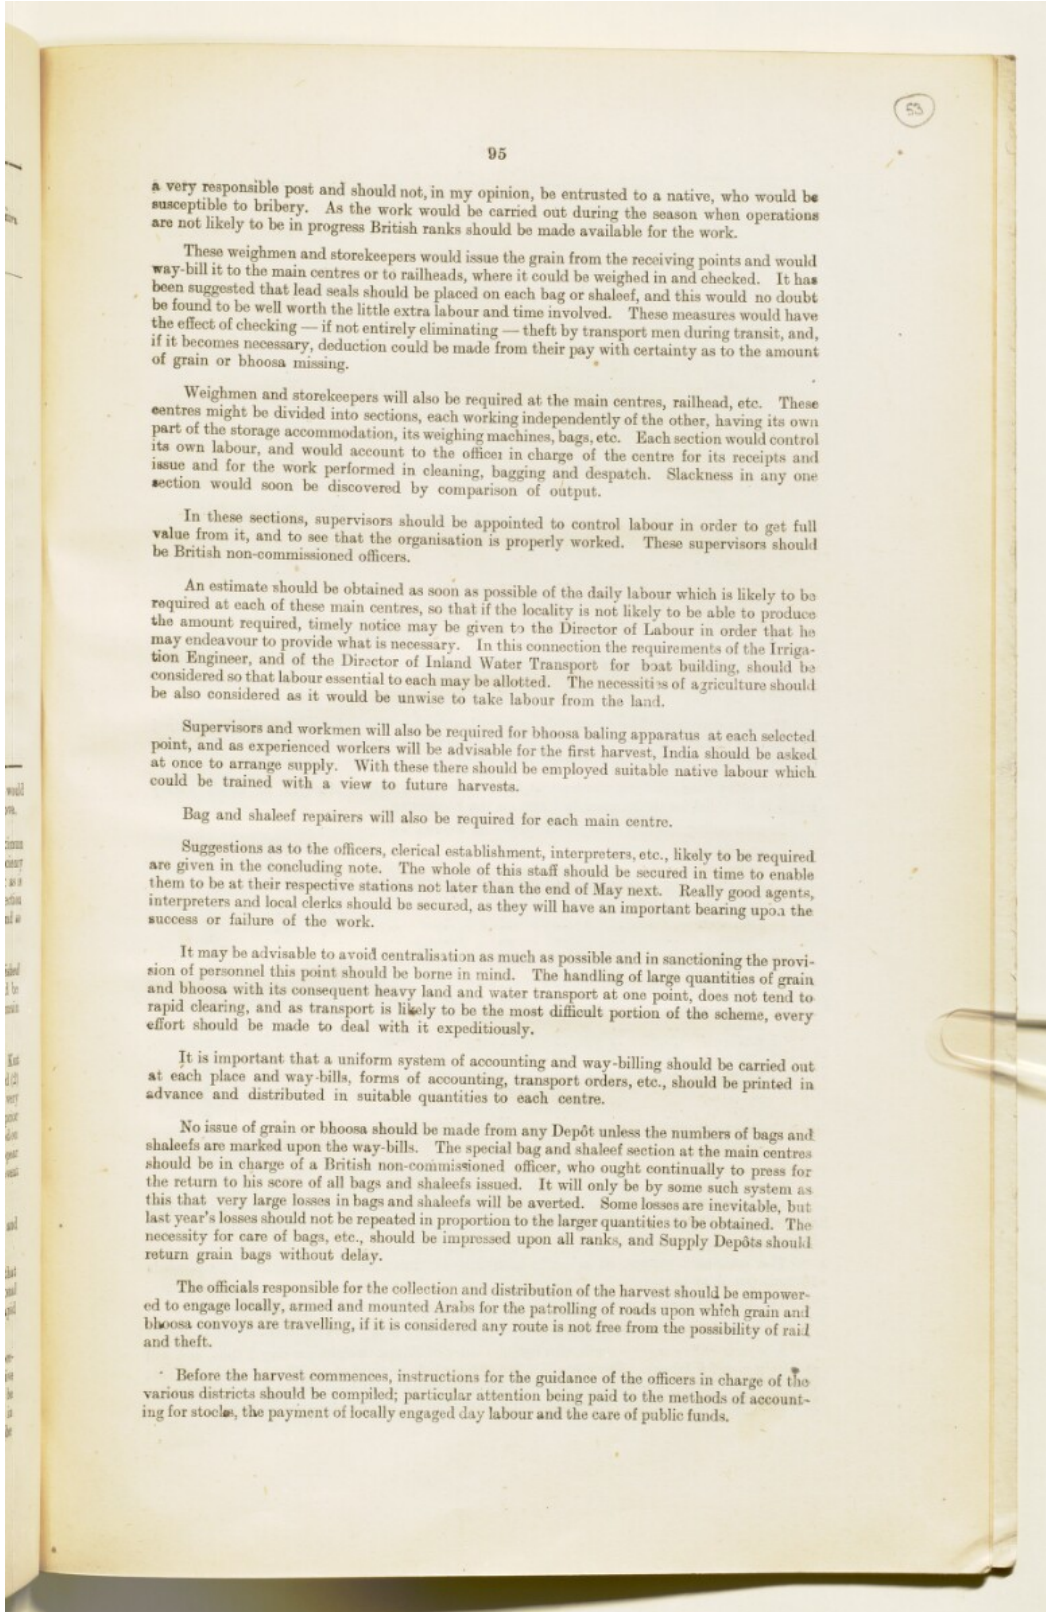 53
95
a very responsible post and should not, in my opinion, be entrusted to a native, who would be
susceptible to bribery. As the work would be carried out during the season when operations
are not likely to be in progress British ranks should be made available for the work.
These weighmen and storekeepers would issue the grain from the receiving points and would
way-bill it to the main centres or to railheads, where it could be weighed in and checked. It has
been suggested that lead seals should be placed on each bag or shaleef, and this would no doubt
be found to be well worth the little extra labour and time involved. These measures would have
the effect of checking — if not entirely eliminating — theft by transport men during transit, and,
if it becomes necessary, deduction could be made from their pay with certainty as to the amount
of grain or bhoosa missing.
Weighmen and storekeepers will also be required at the main centres, railhead, etc. These
centres might be divided into sections, each working independently of the other, having its own
part of the storage accommodation, its weighing machines, bags, etc. Each section would control
its own labour, and would account to the officer in charge of the centre for its receipts and
issue and for the work performed in cleaning, bagging and despatch. Slackness in any one
section would soon be discovered by comparison of output.
In these sections, supervisors should be appointed to control labour in order to get full
value from it, and to see that the organisation is properly worked. These supervisors should
be British non-commissioned officers.
An estimate should be obtained as soon as possible of the daily labour which is likely to be
required at each of these main centres, so that if the locality is not likely to be able to produce
the amount required, timely notice may be given to the Director of Labour in order that he
may endeavour to provide what is necessary. In this connection the requirements of the Irriga-
tion Engineer, and of the Director of Inland Water Transport for boat building, should be
considered so that labour essential to each may be allotted. The necessities of agriculture should
be also considered as it would be unwise to take labour from the land.
Supervisors and workmen will also be required for bhoosa baling apparatus at each selected
point, and as experienced workers will be advisable for the first harvest, India should be asked
at once to arrange supply. With these there should be employed suitable native labour which
could be trained with a view to future harvests.
Bag and shaleef repairers will also be required for each main centre.
Suggestions as to the officers, clerical establishment, interpreters, etc., likely to be required
are given in the concluding note. The whole of this staff should be secured in time to enable
them to be at their respective stations not later than the end of May next. Really good agents,
interpreters and local clerks should be secured, as they will have an important bearing upon the
success or failure of the work.
It may be advisable to avoid centralisation as much as possible and in sanctioning the provi-
sion of personnel this point should be borne in mind. The handling of large quantities of grain
and bhoosa with its consequent heavy land and water transport at one point, does not tend to
rapid clearing, and as transport is likely to be the most difficult portion of the scheme, every
effort should be made to deal with it expeditiously.
It is important that a uniform system of accounting and way-billing should be carried out
at each place and way-bills, forms of accounting, transport orders, etc., should be printed in
advance and distributed in suitable quantities to each centre.
No issue of grain or bhoosa should be made from any Depôt unless the numbers of bags and
shaleefs are marked upon the way-bills. The special bag and shaleef section at the main centres
should be in charge of a British non-commissioned officer, who ought continually to press for
the return to his score of all bags and shaleefs issued. It will only be by some such system as
this that very large losses in bags and shaleefs will be averted. Some losses are inevitable, but
last year's losses should not be repeated in proportion to the larger quantities to be obtained. The
necessity for care of bags, etc., should be impressed upon all ranks, and Supply Depôts should
return grain bags without delay.
The officials responsible for the collection and distribution of the harvest should be empower-
ed to engage locally, armed and mounted Arabs for the patrolling of roads upon which grain and
bhoosa convoys are travelling, if it is considered any route is not free from the possibility of raid
and theft.
Before the harvest commences, instructions for the guidance of the officers in charge of the
various districts should be compiled; particular attention being paid to the methods of account-
ing for stocks, the payment of locally engaged day labour and the care of public funds.